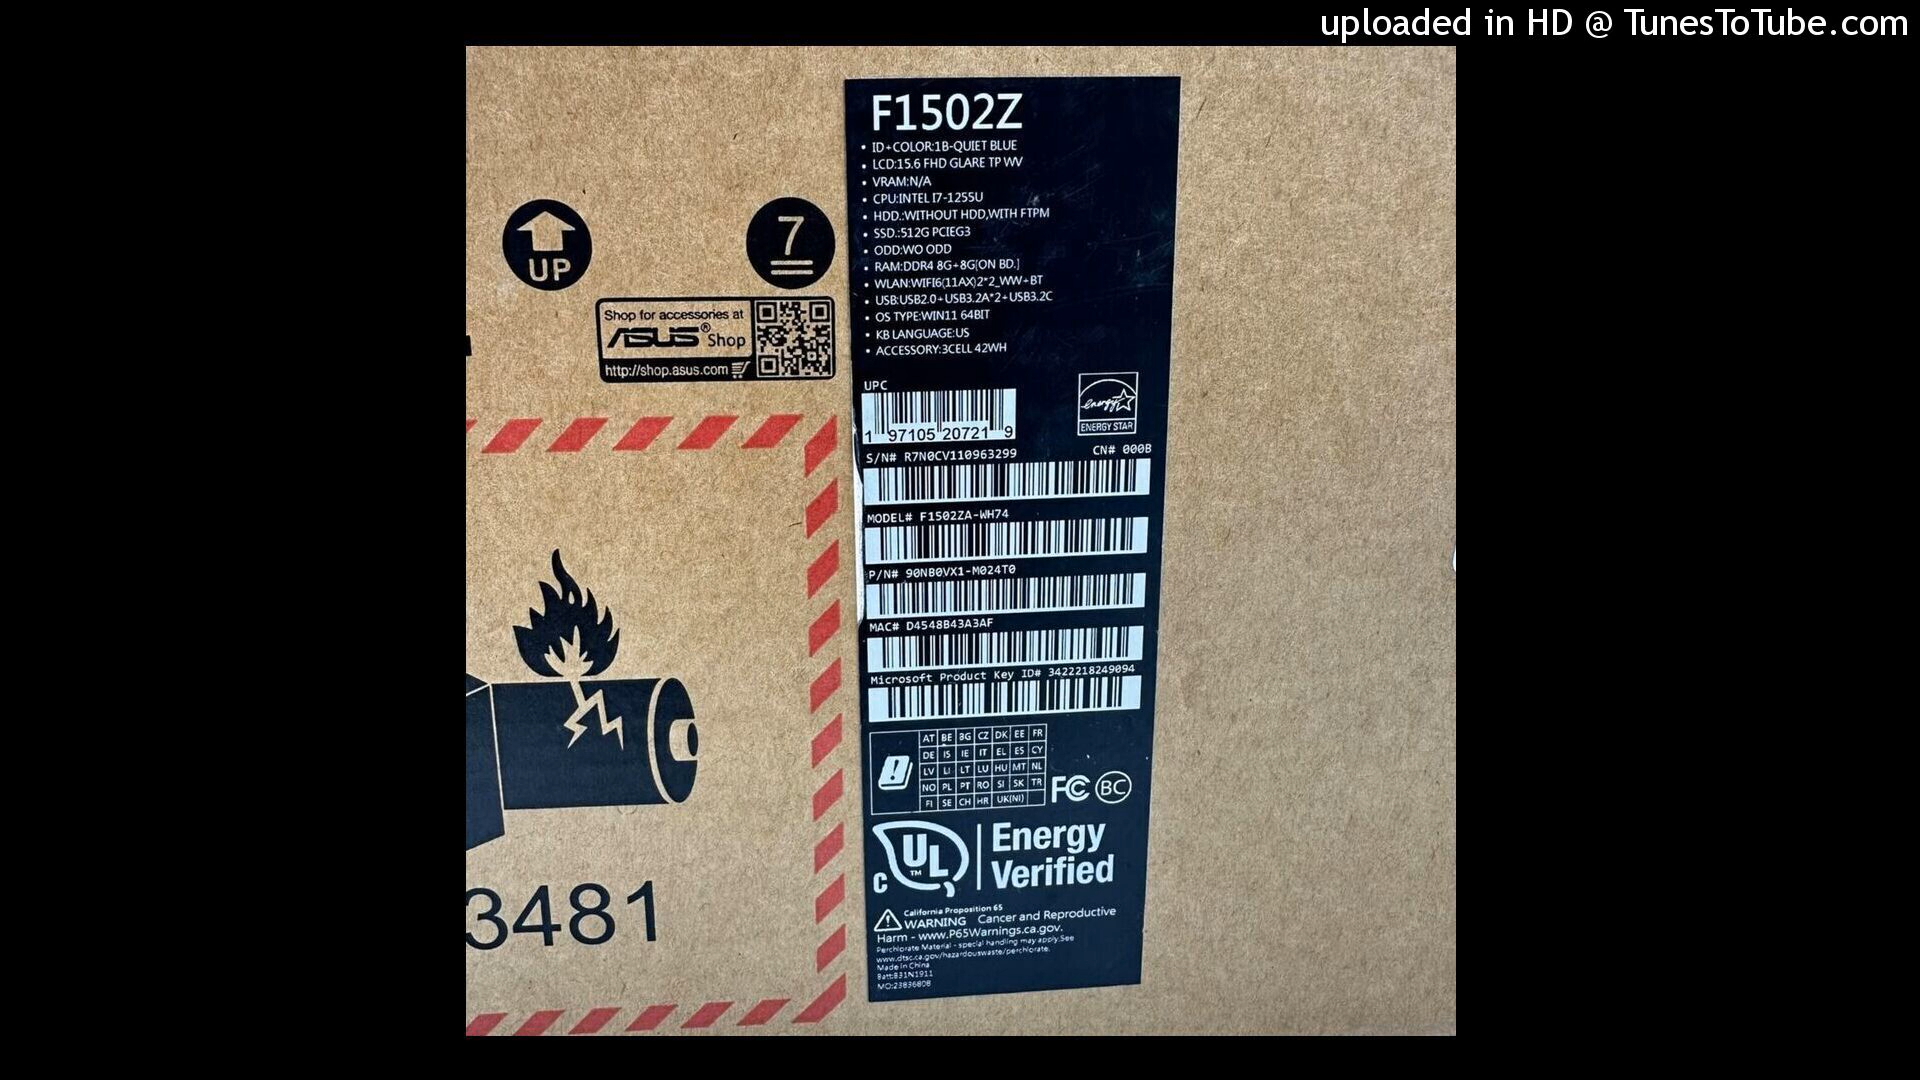 uploaded in HD @ TunesToTube.com
F1502Z
• ID+COLOR:1B-QUIET BLUE
• LCD:15.6 FHD GLARE TP WV
• VRAM:N/A
• CPU:INTEL I7-1255U
• HDD.:WITHOUT HDD,WITH FTPM
• SSD.:512G PCIEG3
• ODD:WO ODD
• RAM:DDR4 8G+8G[ON BD.]
• WLAN:WIFI6(11AX)2*2_WW+BT
• USB:USB2.0+USB3.2A*2+USB3.2C
• OS TYPE:WIN11 64BIT
• KB LANGUAGE:US
• ACCESSORY:3CELL 42WH
UP
7
Shop for accessories at
ASUS® Shop
http://shop.asus.com
UPC
1 97105 20721 9
energy
ENERGY STAR
S/N# R7N0CV110963299 CN# 000B
MODEL# F1502ZA-WH74
P/N# 90NB0VX1-M024T0
MAC# D4548B43A3AF
Microsoft Product Key ID# 3422218249094
AT BE BG CZ DK EE FR
DE IS IE IT EL ES CY
LV LI LT LU HU MT NL
NO PL PT RO SI SK TR
FI SE CH HR UK(NI)
FC BC
C UL™ Energy
Verified
3481
California Proposition 65
WARNING Cancer and Reproductive
Harm - www.P65Warnings.ca.gov.
Perchlorate Material - special handling may apply.See
www.dtsc.ca.gov/hazardouswaste/perchlorate.
Made in China
Batt:B31N1911
MO:23836808